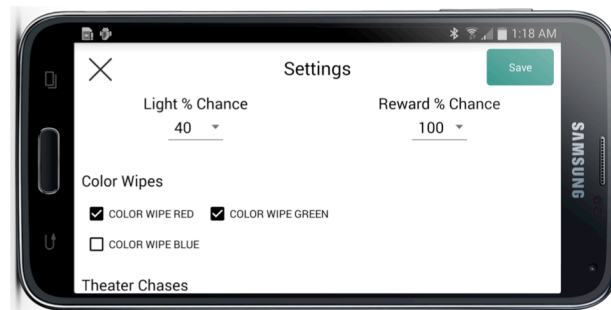 1:18 AM
Settings
Save
Light % Chance
Reward % Chance
40
100
Color Wipes
COLOR WIPE RED
COLOR WIPE GREEN
COLOR WIPE BLUE
Theater Chases
SAMSUNG